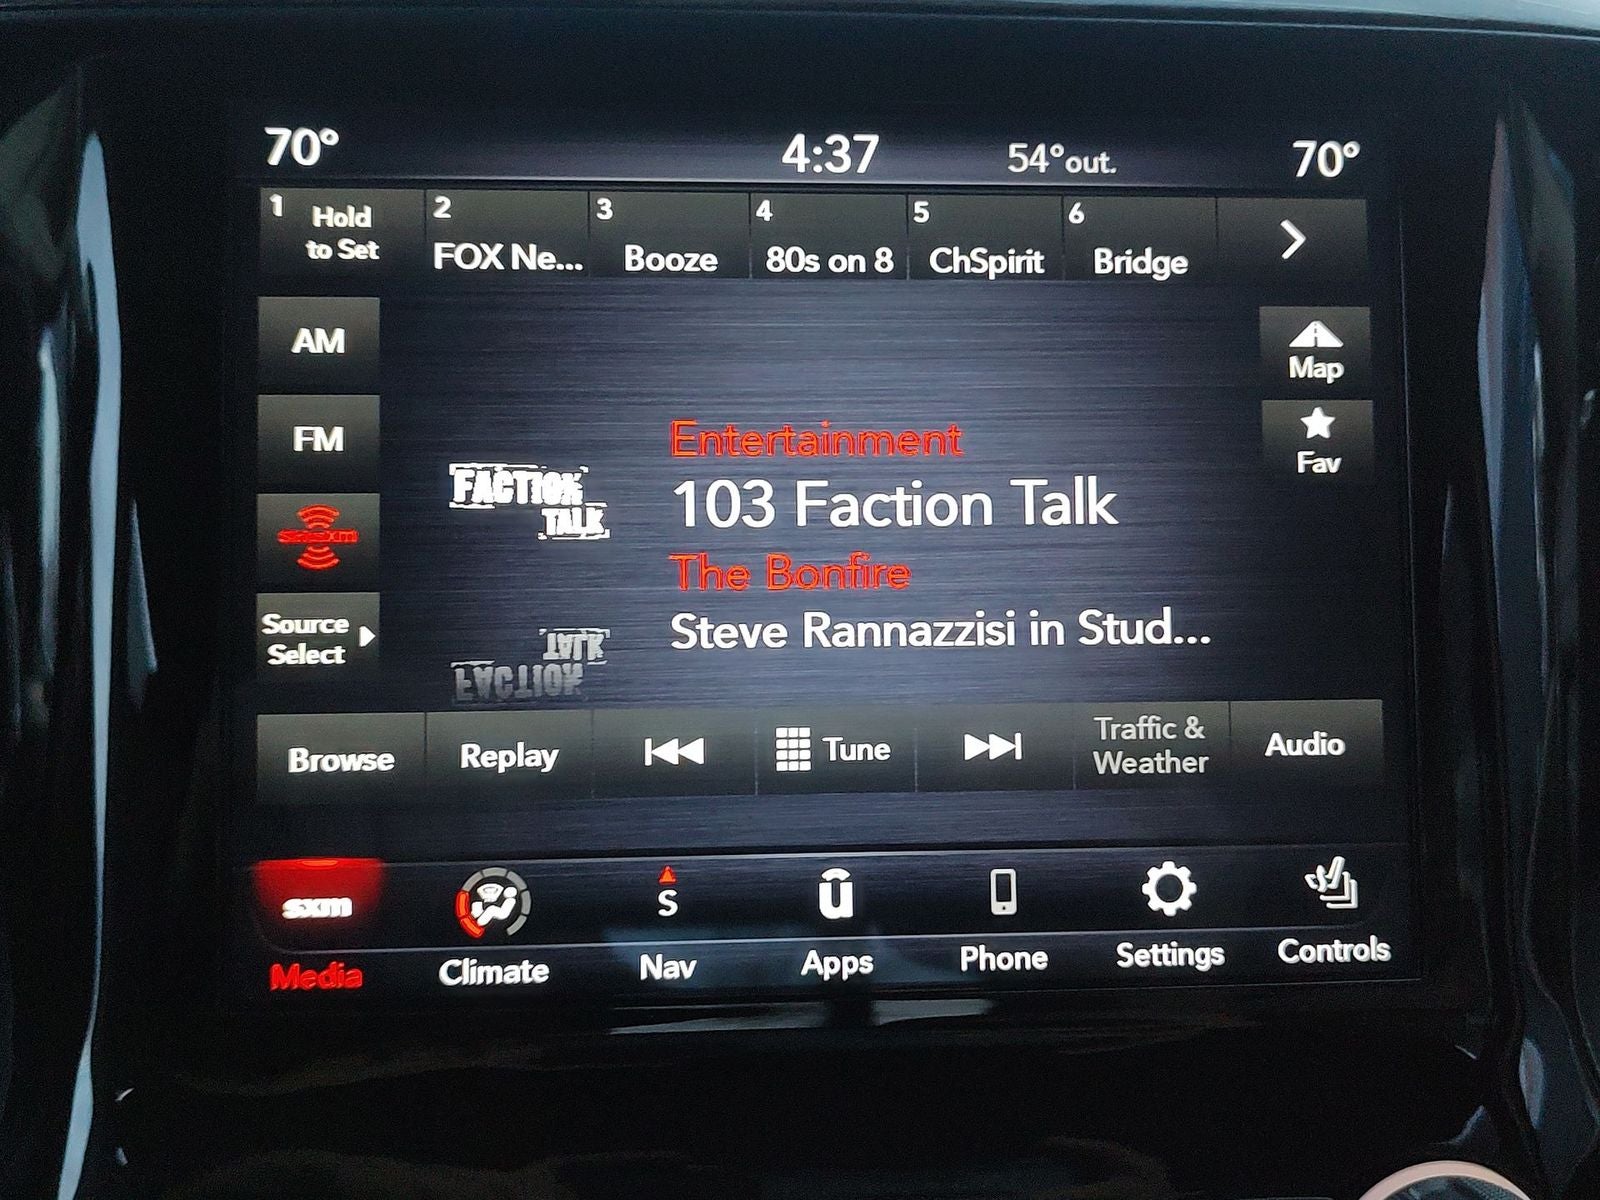 70° 4:37 54°out. 70°
1 Hold to Set
2 FOX Ne...
3 Booze
4 80s on 8
5 ChSpirit
6 Bridge
AM
FM
siriusxm
Source
Select
Map
Fav
FACTION
TALK
Entertainment
103 Faction Talk
The Bonfire
Steve Rannazzisi in Stud...
Browse Replay Tune Traffic & Weather Audio
sxm
S
u
Media Climate Nav Apps Phone Settings Controls